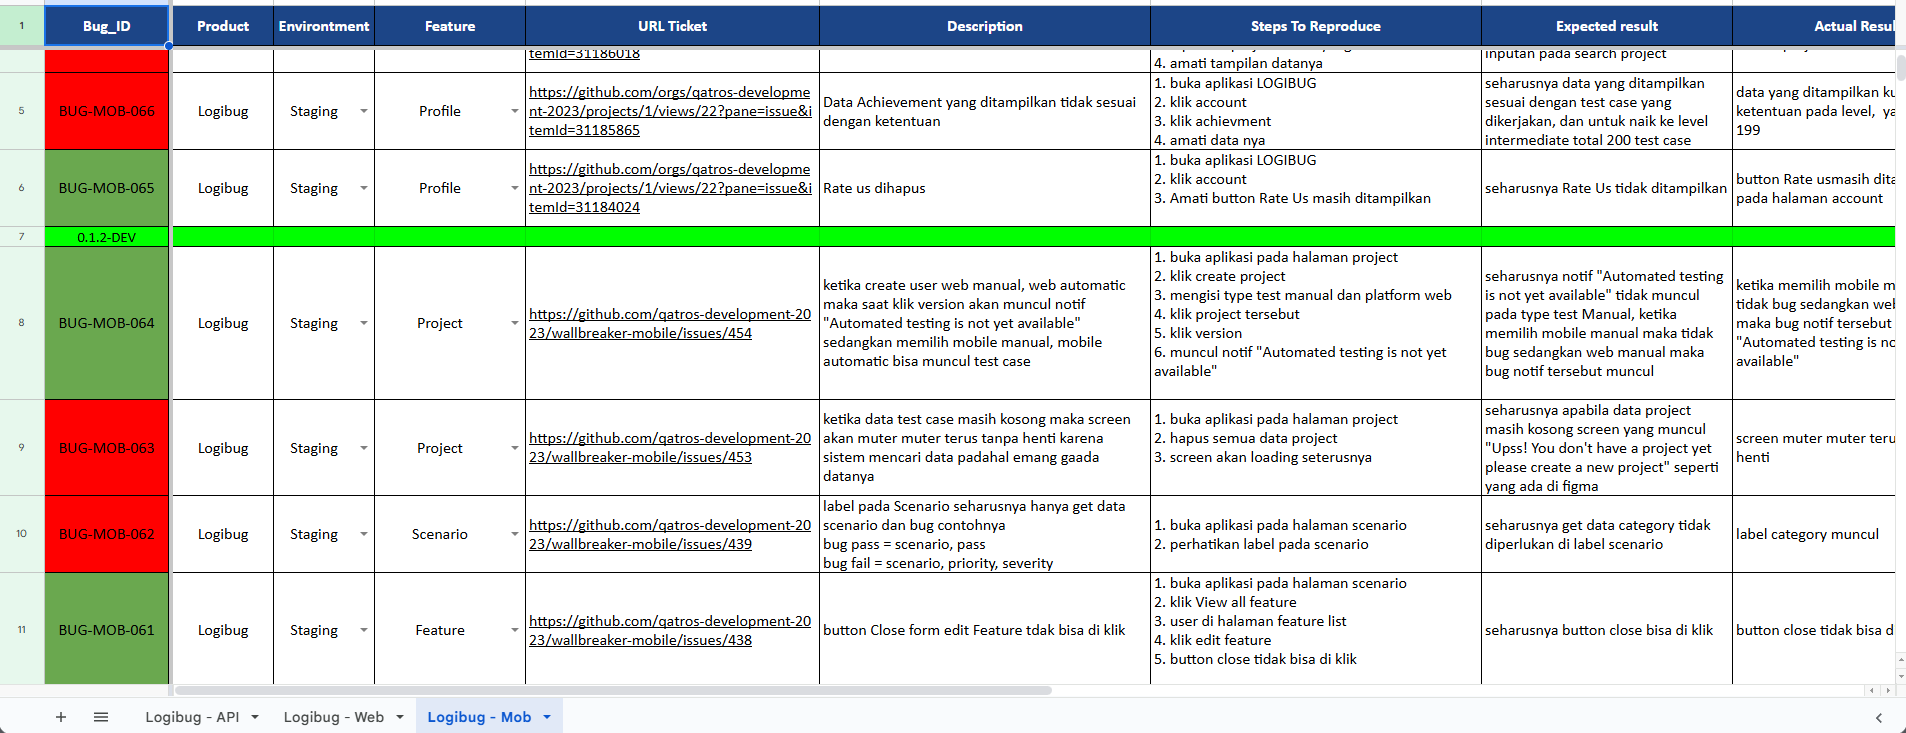 1 Bug_ID Product Environtment Feature URL Ticket Description Steps To Reproduce Expected result Actual Resul
itemId=31186018
4. amati tampilan datanya
inputan pada search project
5 BUG-MOB-066 Logibug Staging Profile
https://github.com/orgs/qatros-developme
nt-2023/projects/1/views/22?pane=issue&i
temId=31185865
Data Achievement yang ditampilkan tidak sesuai
dengan ketentuan
1. buka aplikasi LOGIBUG
2. klik account
3. klik achievment
4. amati data nya
seharusnya data yang ditampilkan
sesuai dengan test case yang
dikerjakan, dan untuk naik ke level
intermediate total 200 test case
data yang ditampilkan ku
ketentuan pada level, ya
199
6 BUG-MOB-065 Logibug Staging Profile
https://github.com/orgs/qatros-developme
nt-2023/projects/1/views/22?pane=issue&i
temId=31184024
Rate us dihapus
1. buka aplikasi LOGIBUG
2. klik account
3. Amati button Rate Us masih ditampilkan
seharusnya Rate Us tidak ditampilkan
button Rate usmasih dita
pada halaman account
7 0.1.2-DEV
8 BUG-MOB-064 Logibug Staging Project
https://github.com/qatros-development-20
23/wallbreaker-mobile/issues/454
ketika create user web manual, web automatic
maka saat klik version akan muncul notif
"Automated testing is not yet available"
sedangkan memilih mobile manual, mobile
automatic bisa muncul test case
1. buka aplikasi pada halaman project
2. klik create project
3. mengisi type test manual dan platform web
4. klik project tersebut
5. klik version
6. muncul notif "Automated testing is not yet
available"
seharusnya notif "Automated testing
is not yet available" tidak muncul
pada type test Manual, ketika
memilih mobile manual maka tidak
bug sedangkan web manual maka
bug notif tersebut muncul
ketika memilih mobile m
tidak bug sedangkan wel
maka bug notif tersebut
"Automated testing is no
available"
9 BUG-MOB-063 Logibug Staging Project
https://github.com/qatros-development-20
23/wallbreaker-mobile/issues/453
ketika data test case masih kosong maka screen
akan muter muter terus tanpa henti karena
sistem mencari data padahal emang gaada
datanya
1. buka aplikasi pada halaman project
2. hapus semua data project
3. screen akan loading seterusnya
seharusnya apabila data project
masih kosong screen yang muncul
"Upss! You don't have a project yet
please create a new project" seperti
yang ada di figma
screen muter muter teru
henti
10 BUG-MOB-062 Logibug Staging Scenario
https://github.com/qatros-development-20
23/wallbreaker-mobile/issues/439
label pada Scenario seharusnya hanya get data
scenario dan bug contohnya
bug pass = scenario, pass
bug fail = scenario, priority, severity
1. buka aplikasi pada halaman scenario
2. perhatikan label pada scenario
seharusnya get data category tidak
diperlukan di label scenario
label category muncul
11 BUG-MOB-061 Logibug Staging Feature
https://github.com/qatros-development-20
23/wallbreaker-mobile/issues/438
button Close form edit Feature tdak bisa di klik
1. buka aplikasi pada halaman scenario
2. klik View all feature
3. user di halaman feature list
4. klik edit feature
5. button close tidak bisa di klik
seharusnya button close bisa di klik
button close tidak bisa d
Logibug - API Logibug - Web Logibug - Mob